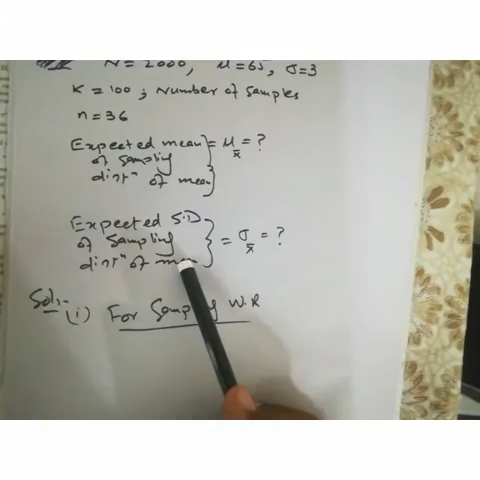 N = 2000, μ = 65, σ = 3
K = 100 ; Number of samples
n = 36
Expected mean of sampling distⁿ of mean } = μx̄ = ?
Expected S.D of sampling distⁿ of mean } = σx̄ = ?
Sol:-
(i) For Sampling W.R